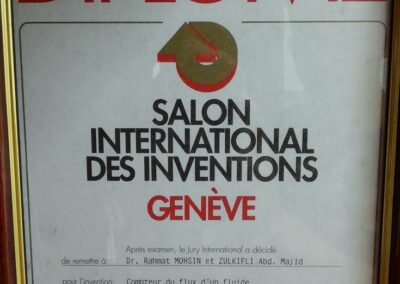 DIPLÔME
SALON
INTERNATIONAL
DES INVENTIONS
GENÈVE
Après examen, le Jury International a décidé
de remettre à: Dr. Rahmat MOHSIN et ZULKIFLI Abd. Majid
pour l'invention: Compteur du flux d'un fluide